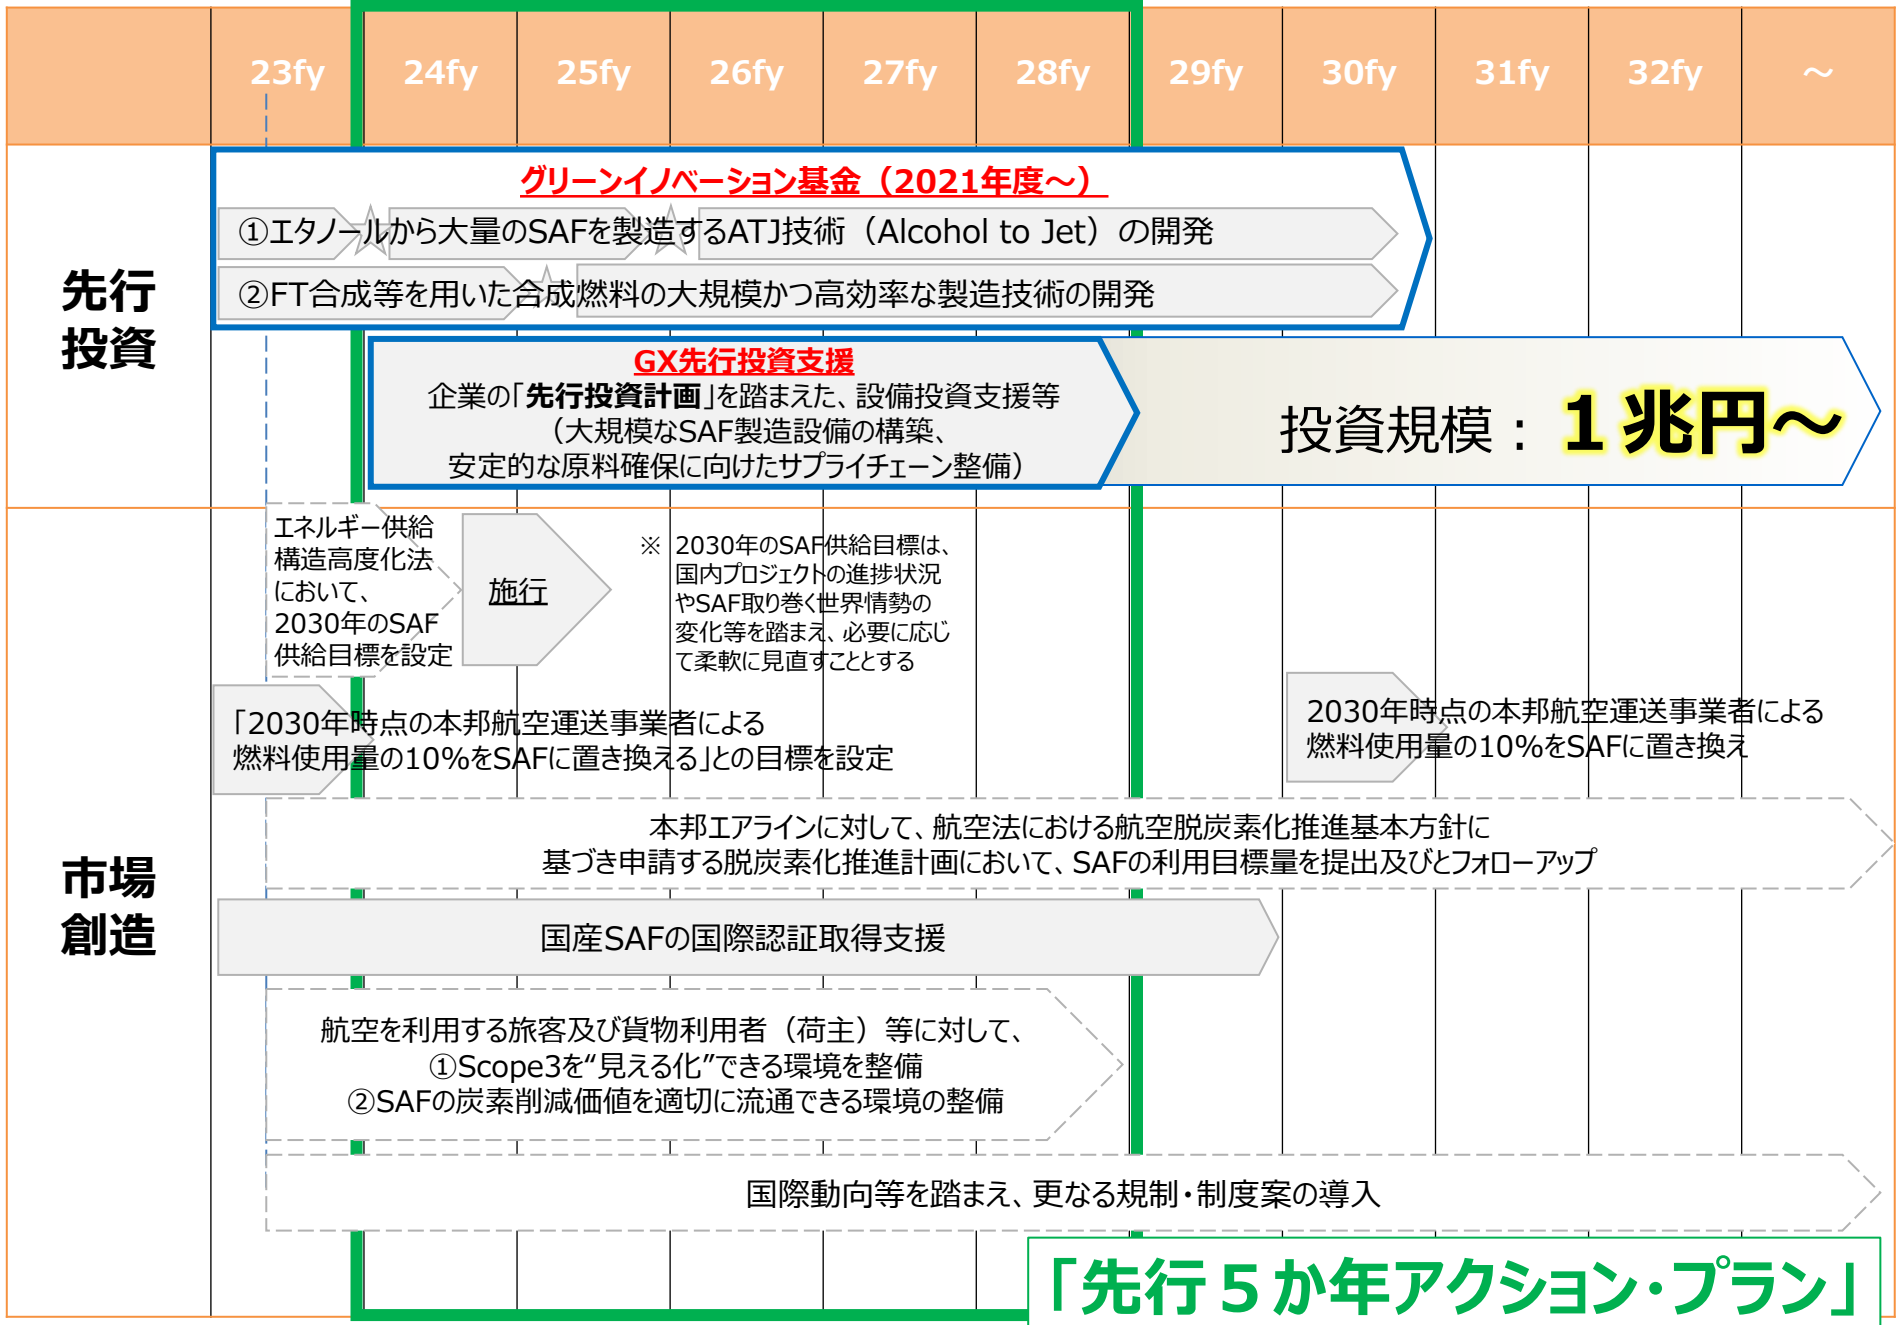 23fy 24fy 25fy 26fy 27fy 28fy 29fy 30fy 31fy 32fy ～
先行
投資
グリーンイノベーション基金（2021年度～）
①エタノールから大量のSAFを製造するATJ技術（Alcohol to Jet）の開発
②FT合成等を用いた合成燃料の大規模かつ高効率な製造技術の開発
GX先行投資支援
企業の「先行投資計画」を踏まえた、設備投資支援等
（大規模なSAF製造設備の構築、
安定的な原料確保に向けたサプライチェーン整備）
投資規模：１兆円～
市場
創造
エネルギー供給
構造高度化法
において、
2030年のSAF
供給目標を設定
施行
※ 2030年のSAF供給目標は、
国内プロジェクトの進捗状況
やSAF取り巻く世界情勢の
変化等を踏まえ、必要に応じ
て柔軟に見直すこととする
「2030年時点の本邦航空運送事業者による
燃料使用量の10%をSAFに置き換える」との目標を設定
2030年時点の本邦航空運送事業者による
燃料使用量の10%をSAFに置き換え
本邦エアラインに対して、航空法における航空脱炭素化推進基本方針に
基づき申請する脱炭素化推進計画において、SAFの利用目標量を提出及びとフォローアップ
国産SAFの国際認証取得支援
航空を利用する旅客及び貨物利用者（荷主）等に対して、
①Scope3を“見える化”できる環境を整備
②SAFの炭素削減価値を適切に流通できる環境の整備
国際動向等を踏まえ、更なる規制・制度案の導入
「先行５か年アクション・プラン」